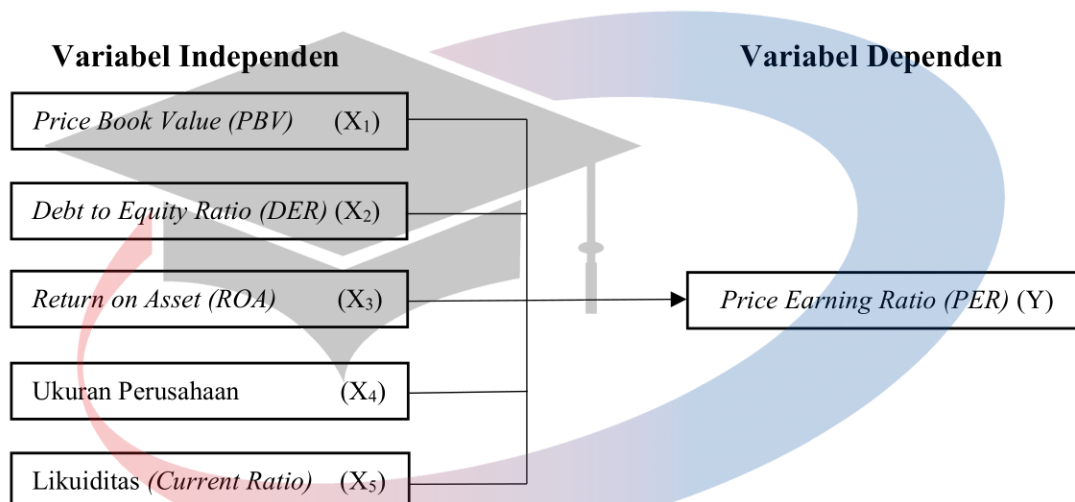 Variabel Independen
Variabel Dependen
Price Book Value (PBV) (X₁)
Debt to Equity Ratio (DER) (X₂)
Return on Asset (ROA) (X₃)
Price Earning Ratio (PER) (Y)
Ukuran Perusahaan (X₄)
Likuiditas (Current Ratio) (X₅)